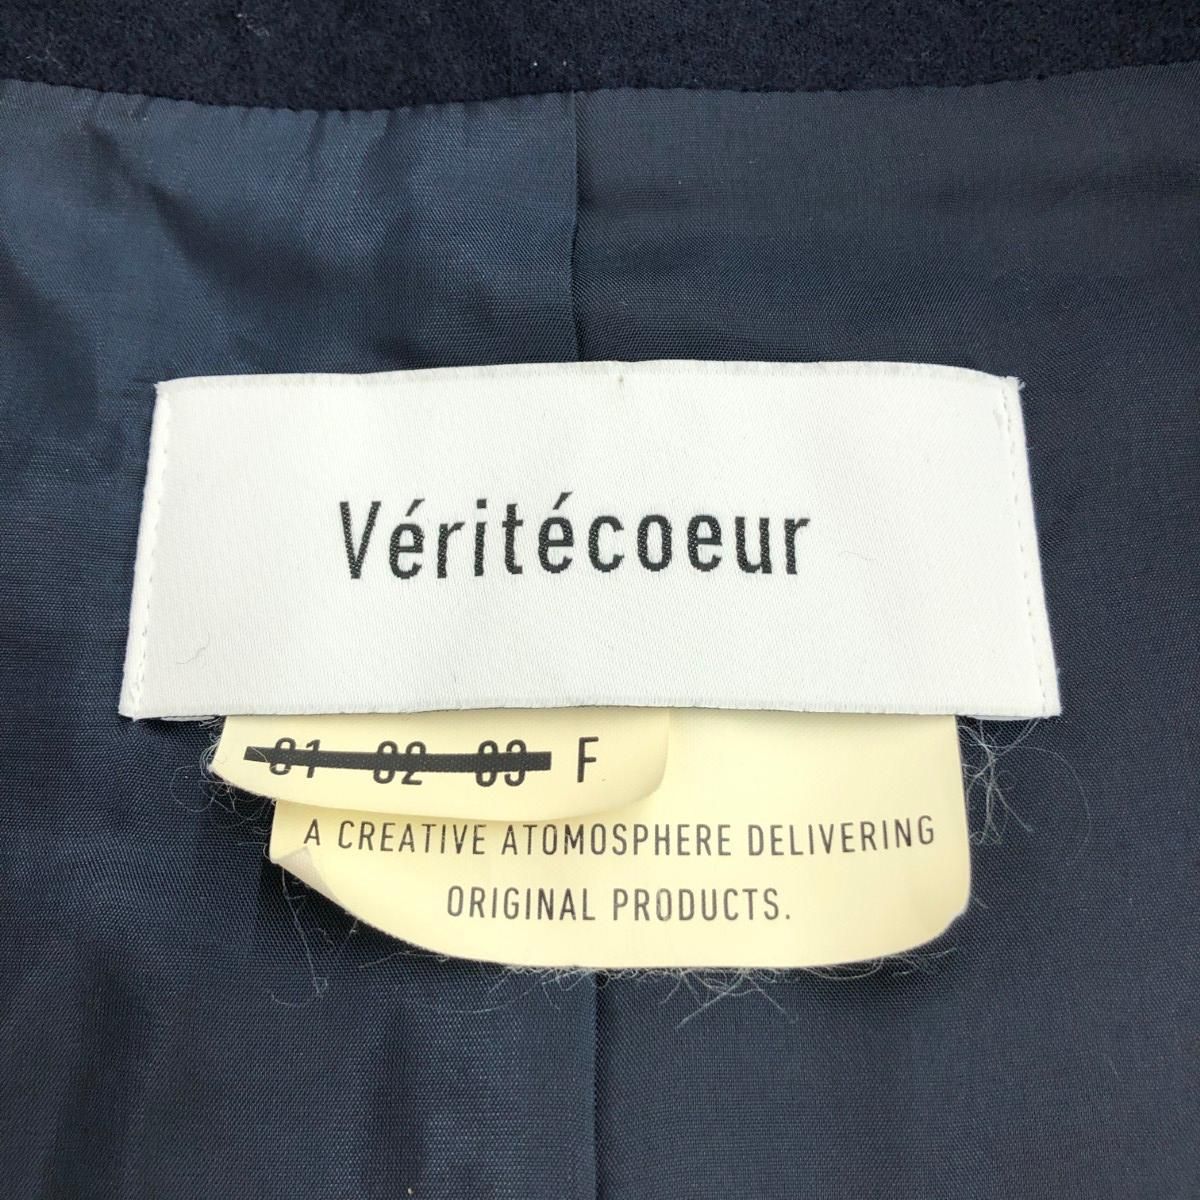 Véritécoeur
01 02 03 F
A CREATIVE ATOMOSPHERE DELIVERING
ORIGINAL PRODUCTS.